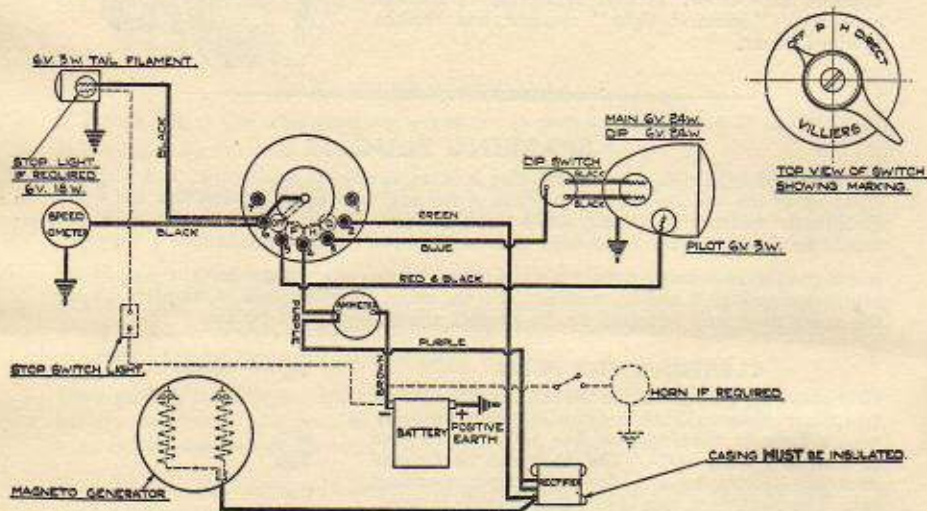 6V. 3W. TAIL FILAMENT.
STOP LIGHT.
IF REQUIRED.
6V. 18W.
SPEED
OMETER
BLACK
BLACK
OFF P H D
GREEN
BLUE
RED & BLACK
PURPLE
AMMETER
PURPLE
BROWN
DIP SWITCH
BLACK
BLACK
MAIN 6V. 24W.
DIP 6V. 24W.
PILOT 6V. 3W.
OFF P H DIRECT
VILLIERS
TOP VIEW OF SWITCH
SHOWING MARKING.
STOP SWITCH LIGHT.
MAGNETO GENERATOR
BATTERY
- +
POSITIVE
EARTH
HORN IF REQUIRED.
RECTIFIER
CASING MUST BE INSULATED.